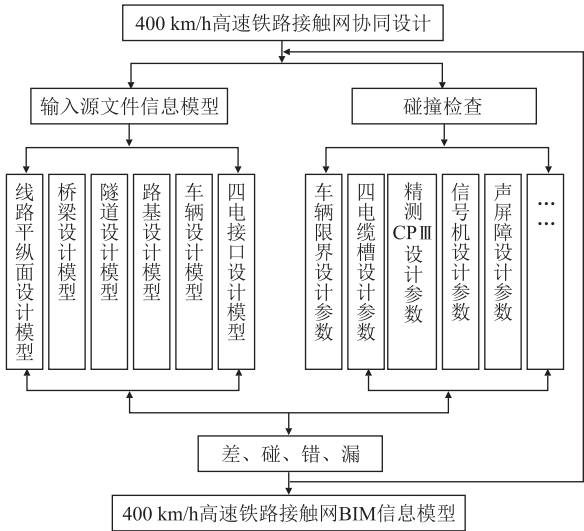 400 km/h高速铁路接触网协同设计
输入源文件信息模型
碰撞检查
线路平纵面设计模型
桥梁设计模型
隧道设计模型
路基设计模型
车辆设计模型
四电接口设计模型
车辆限界设计参数
四电缆槽设计参数
精测CPⅢ设计参数
信号机设计参数
声屏障设计参数
……
差、碰、错、漏
400 km/h高速铁路接触网BIM信息模型